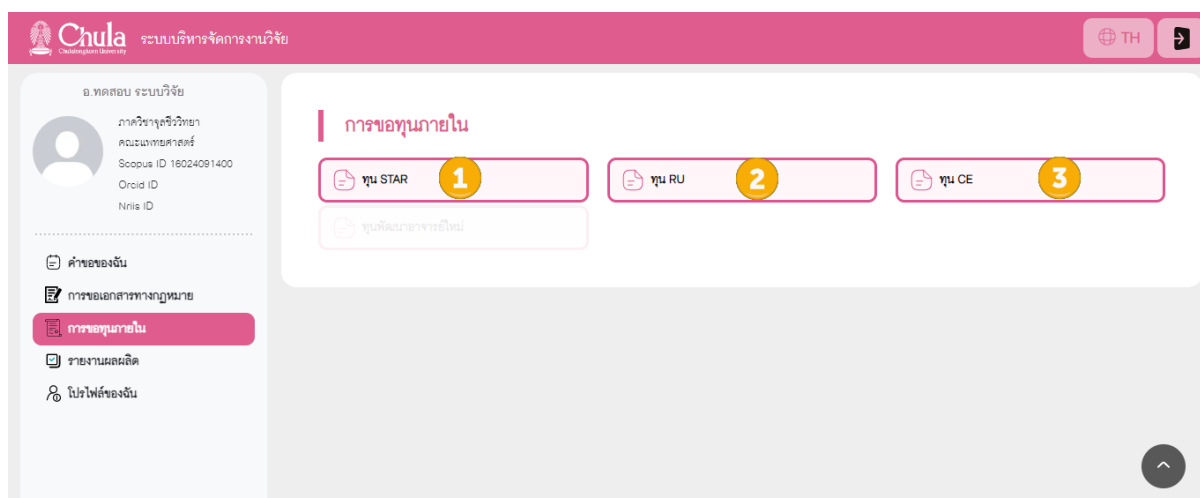 Chula
Chulalongkorn University
ระบบบริหารจัดการงานวิจัย
TH
อ.ทดสอบ ระบบวิจัย
ภาควิชาจุลชีววิทยา
คณะแพทยศาสตร์
Scopus ID 16024091400
Orcid ID
Nriis ID
คำขอของฉัน
การขอเอกสารทางกฎหมาย
การขอทุนภายใน
รายงานผลผลิต
โปรไฟล์ของฉัน
การขอทุนภายใน
ทุน STAR 1
ทุน RU 2
ทุน CE 3
ทุนพัฒนาอาจารย์ใหม่